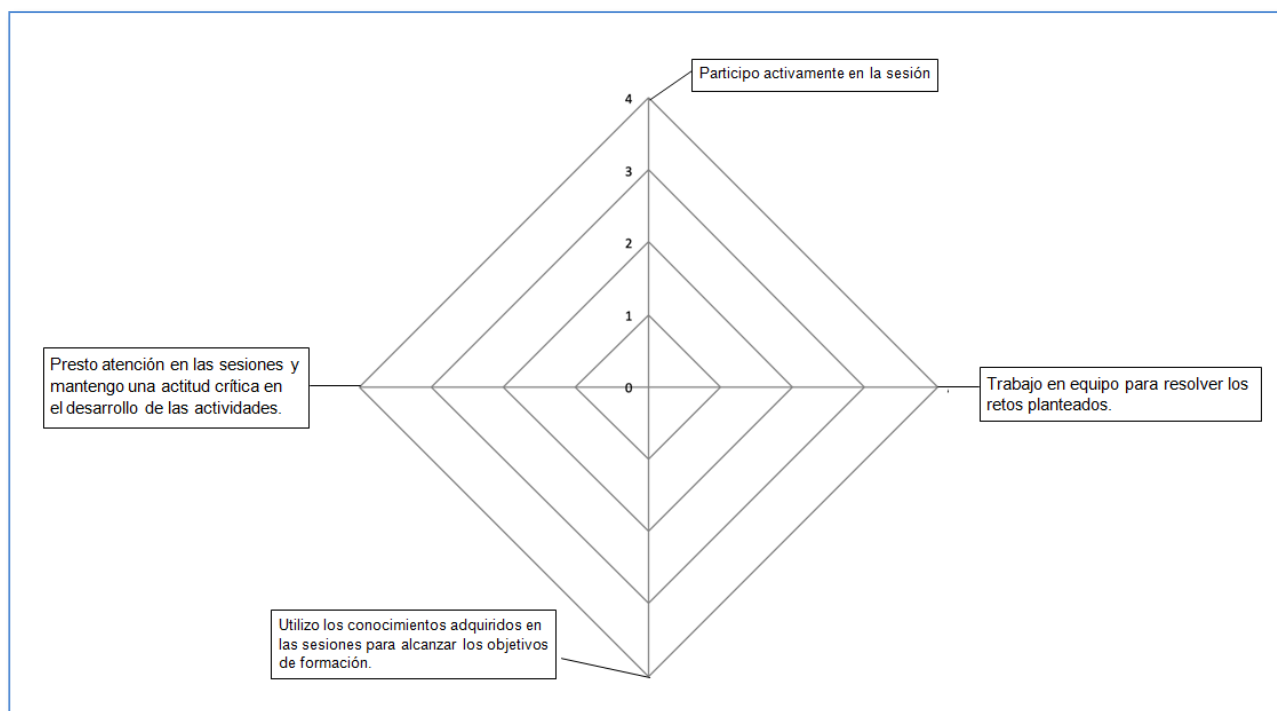 Participo activamente en la sesión
4
3
2
1
0
Presto atención en las sesiones y
mantengo una actitud crítica en
el desarrollo de las actividades.
Trabajo en equipo para resolver los
retos planteados.
Utilizo los conocimientos adquiridos en
las sesiones para alcanzar los objetivos
de formación.